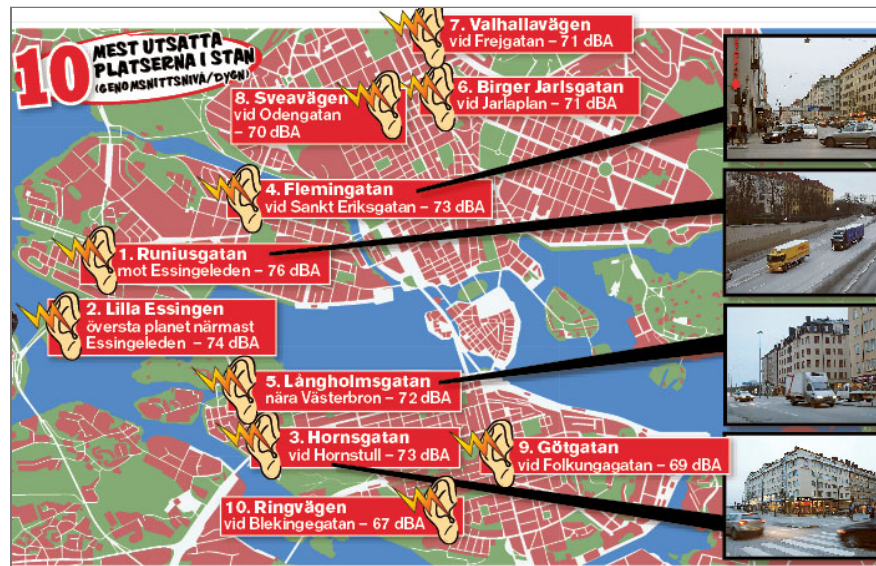 10 MEST UTSATTA
PLATSERNA I STAN
(GENOMSNITTSNIVÅ/DYGN)
7. Valhallavägen
vid Frejgatan – 71 dBA
8. Sveavägen
vid Odengatan
– 70 dBA
6. Birger Jarlsgatan
vid Jarlaplan – 71 dBA
4. Flemingatan
vid Sankt Eriksgatan – 73 dBA
1. Runiusgatan
mot Essingeleden – 76 dBA
2. Lilla Essingen
översta planet närmast
Essingeleden – 74 dBA
5. Långholmsgatan
nära Västerbron – 72 dBA
3. Hornsgatan
vid Hornstull – 73 dBA
9. Götgatan
vid Folkungagatan – 69 dBA
10. Ringvägen
vid Blekingegatan – 67 dBA